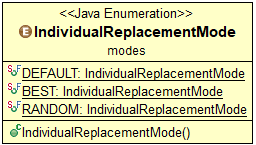 <<Java Enumeration>>
E IndividualReplacementMode
modes
S F DEFAULT: IndividualReplacementMode
S F BEST: IndividualReplacementMode
S F RANDOM: IndividualReplacementMode
C IndividualReplacementMode()